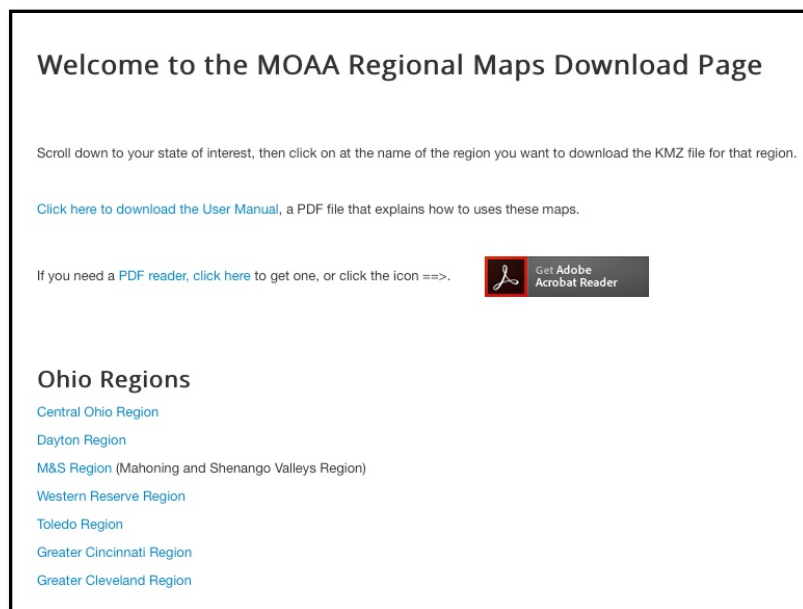 Welcome to the MOAA Regional Maps Download Page
Scroll down to your state of interest, then click on at the name of the region you want to download the KMZ file for that region.
Click here to download the User Manual, a PDF file that explains how to uses these maps.
If you need a PDF reader, click here to get one, or click the icon ==>.
Get Adobe
Acrobat Reader
Ohio Regions
Central Ohio Region
Dayton Region
M&S Region (Mahoning and Shenango Valleys Region)
Western Reserve Region
Toledo Region
Greater Cincinnati Region
Greater Cleveland Region